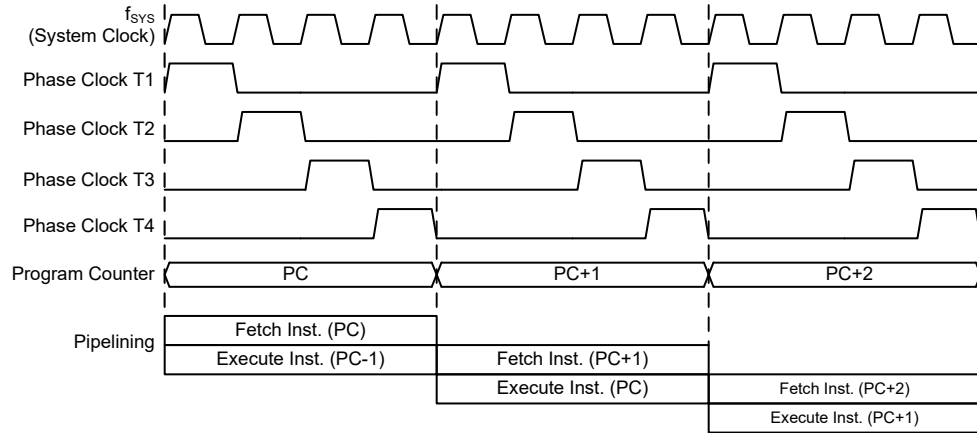 fSYS
(System Clock)
Phase Clock T1
Phase Clock T2
Phase Clock T3
Phase Clock T4
Program Counter
PC
PC+1
PC+2
Pipelining
Fetch Inst. (PC)
Execute Inst. (PC-1)
Fetch Inst. (PC+1)
Execute Inst. (PC)
Fetch Inst. (PC+2)
Execute Inst. (PC+1)